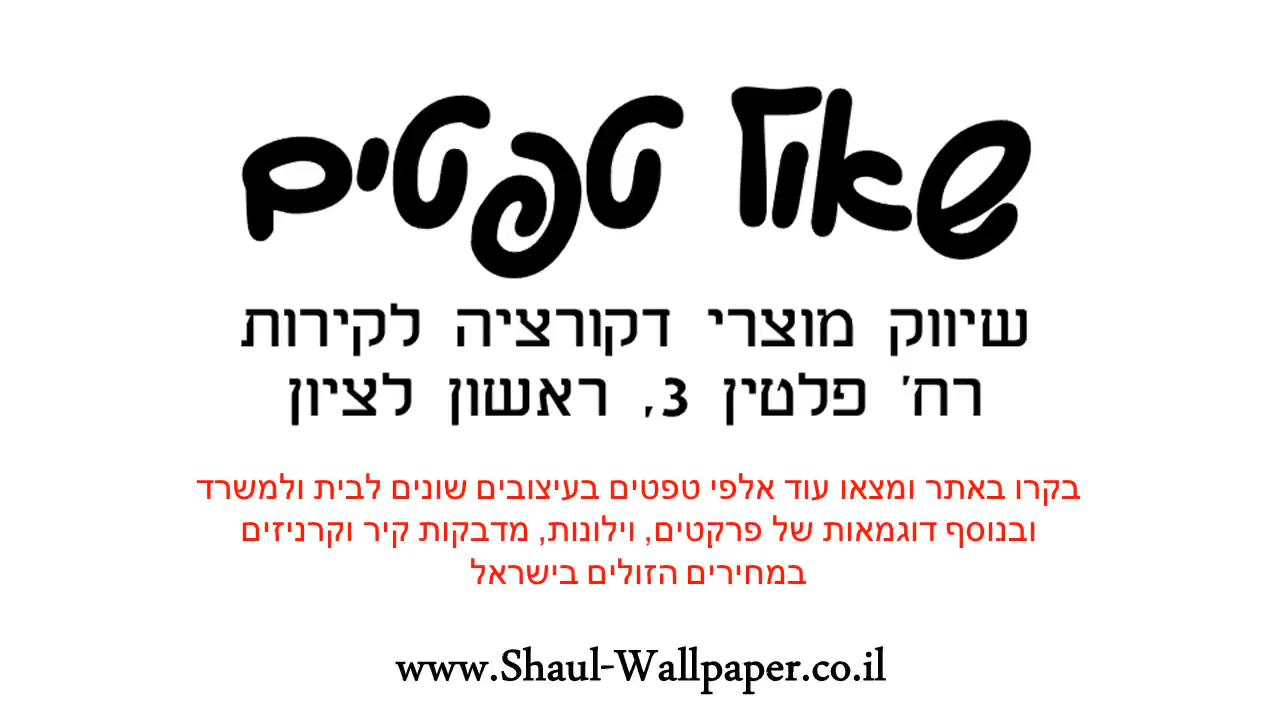 שאול טפטים
שיווק מוצרי דקורציה לקירות
רח' פלטין 3, ראשון לציון
בקרו באתר ומצאו עוד אלפי טפטים בעיצובים שונים לבית ולמשרד
ובנוסף דוגמאות של פרקטים, וילונות, מדבקות קיר וקרניזים
במחירים הזולים בישראל
www.Shaul-Wallpaper.co.il